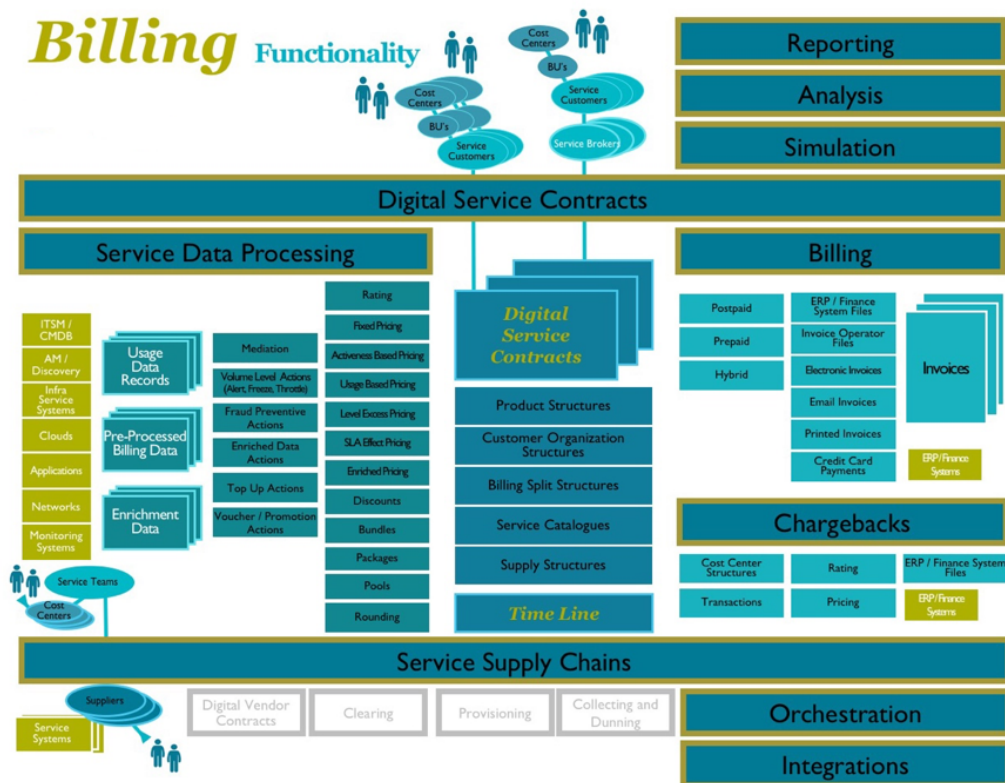 Billing Functionality
Cost
Centers
BU's
Service
Customers
Service Brokers
Cost
Centers
BU's
Service
Customers
Reporting
Analysis
Simulation
Digital Service Contracts
Service Data Processing
ITSM /
CMDB
AM /
Discovery
Infra
Service Systems
Clouds
Applications
Networks
Monitoring
Systems
Usage
Data
Records
Pre-Processed
Billing Data
Enrichment
Data
Mediation
Volume Level Actions
(Alert, Freeze, Throttle)
Fraud Preventive
Actions
Enriched Data
Actions
Top Up Actions
Voucher / Promotion
Actions
Rating
Fixed Pricing
Activeness Based Pricing
Usage Based Pricing
Level Excess Pricing
SLA Effect Pricing
Enriched Pricing
Discounts
Bundles
Packages
Pools
Rounding
Digital
Service
Contracts
Product Structures
Customer Organization
Structures
Billing Split Structures
Service Catalogues
Supply Structures
Time Line
Billing
Postpaid
Prepaid
Hybrid
ERP / Finance
System Files
Invoice Operator
Files
Electronic Invoices
Email Invoices
Printed Invoices
Credit Card
Payments
Invoices
ERP/Finance
Systems
Chargebacks
Cost Center
Structures
Rating
ERP / Finance System
Files
Transactions
Pricing
ERP/Finance
Systems
Service Teams
Cost
Centers
Service Supply Chains
Suppliers
Service
Systems
Digital Vendor
Contracts
Clearing
Provisioning
Collecting and
Dunning
Orchestration
Integrations